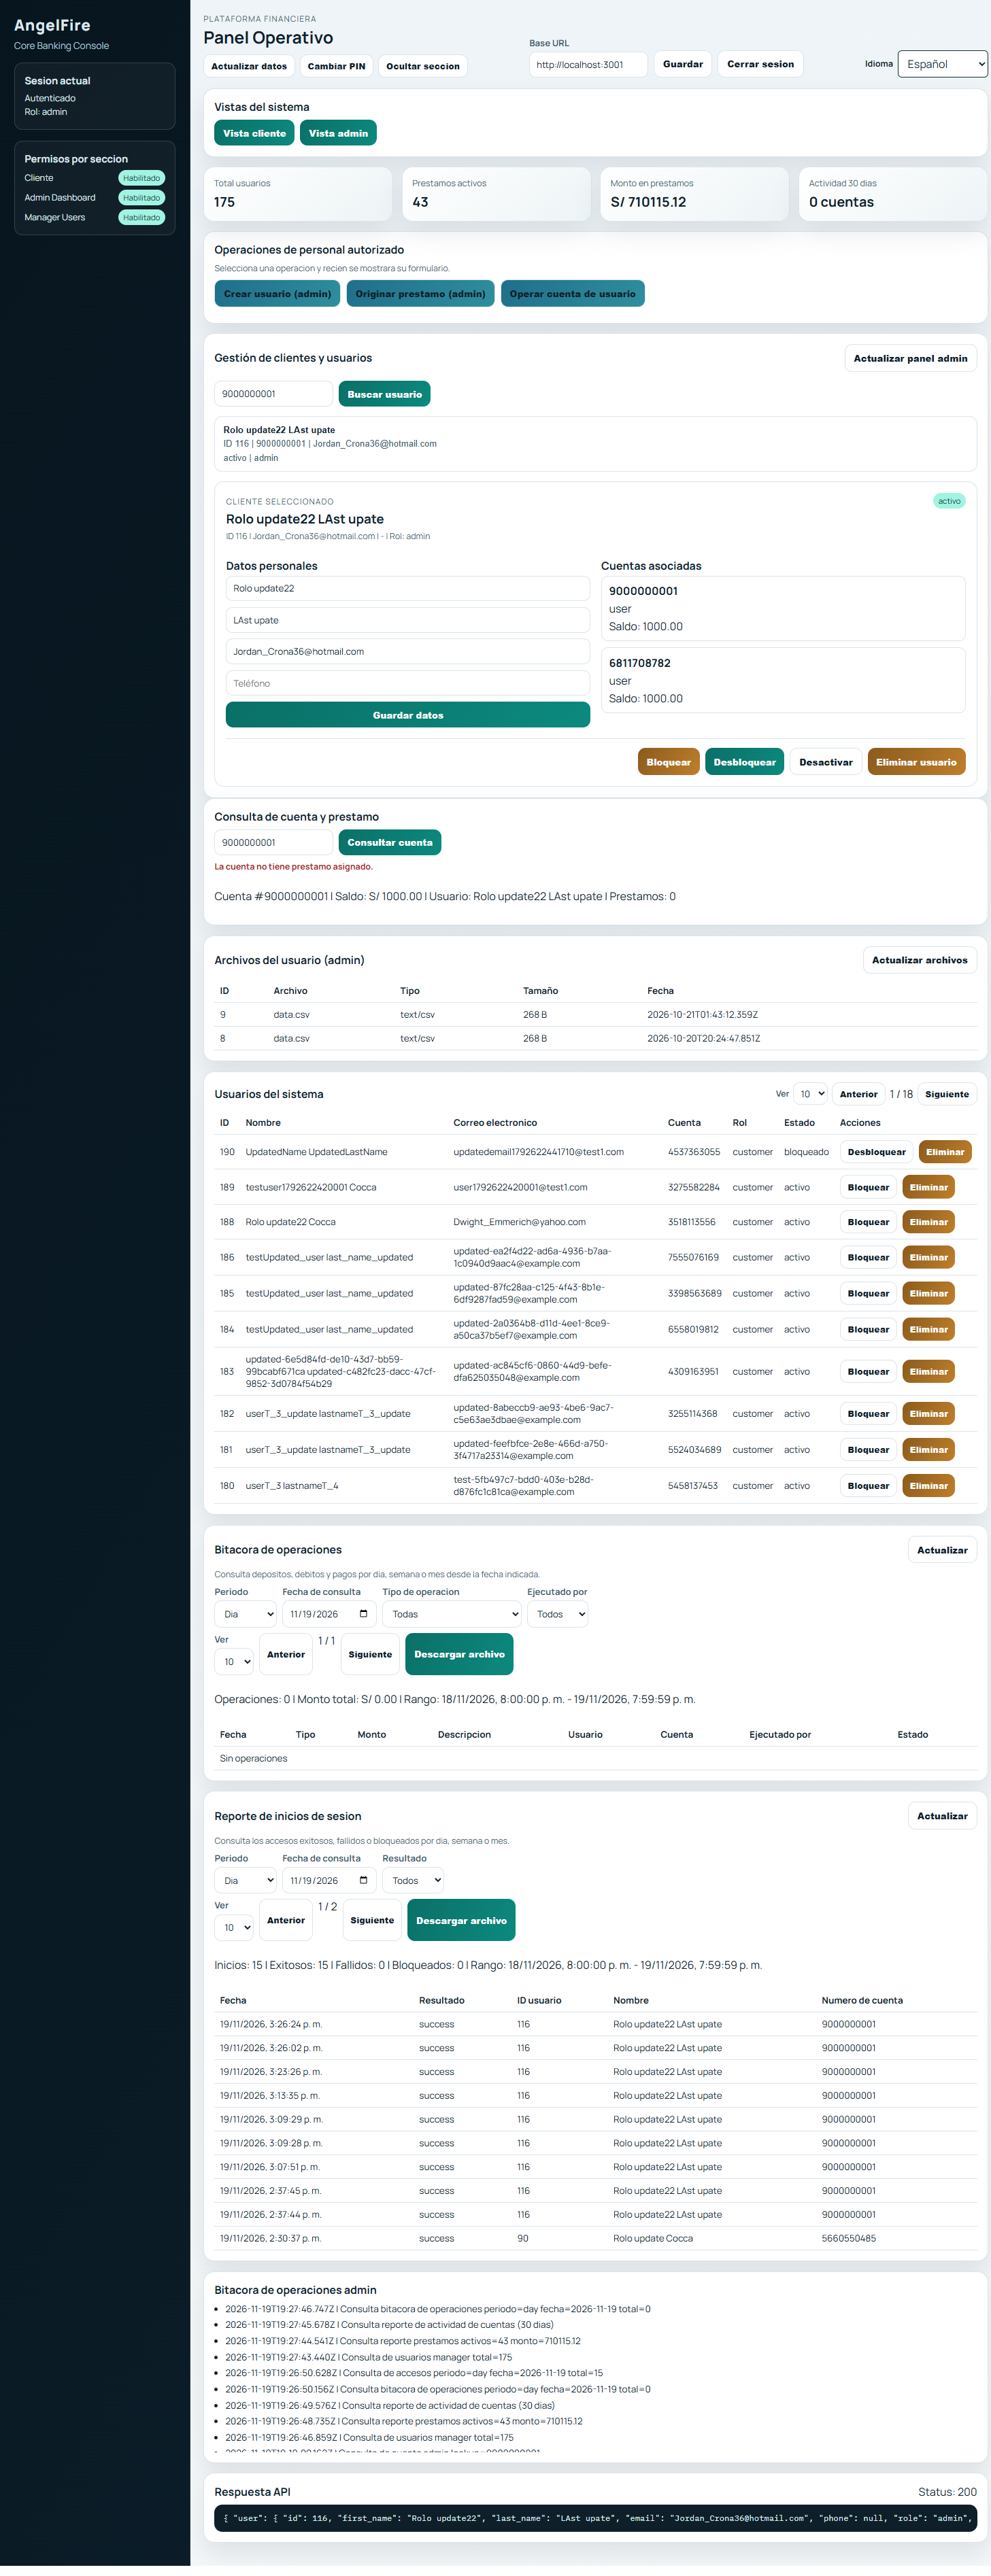 AngelFire
Core Banking Console
Sesion actual
Autenticado
Rol: admin
Permisos por seccion
Cliente Habilitado
Admin Dashboard Habilitado
Manager Users Habilitado
PLATAFORMA FINANCIERA
Panel Operativo
Actualizar datos Cambiar PIN Ocultar seccion
Base URL
http://localhost:3001 Guardar Cerrar sesion
Idioma Español
Vistas del sistema
Vista cliente Vista admin
Total usuarios
175
Prestamos activos
43
Monto en prestamos
S/ 710115.12
Actividad 30 dias
0 cuentas
Operaciones de personal autorizado
Selecciona una operacion y recien se mostrara su formulario.
Crear usuario (admin) Originar prestamo (admin) Operar cuenta de usuario
Gestión de clientes y usuarios Actualizar panel admin
9000000001 Buscar usuario
Rolo update22 LAst upate
ID 116 | 9000000001 | Jordan_Crona36@hotmail.com
activo | admin
CLIENTE SELECCIONADO activo
Rolo update22 LAst upate
ID 116 | Jordan_Crona36@hotmail.com | - | Rol: admin
Datos personales
Rolo update22
LAst upate
Jordan_Crona36@hotmail.com
Teléfono
Guardar datos
Cuentas asociadas
9000000001
user
Saldo: 1000.00
6811708782
user
Saldo: 1000.00
Bloquear Desbloquear Desactivar Eliminar usuario
Consulta de cuenta y prestamo
9000000001 Consultar cuenta
La cuenta no tiene prestamo asignado.
Cuenta #9000000001 | Saldo: S/ 1000.00 | Usuario: Rolo update22 LAst upate | Prestamos: 0
Archivos del usuario (admin) Actualizar archivos
ID Archivo Tipo Tamaño Fecha
9 data.csv text/csv 268 B 2026-10-21T01:43:12.359Z
8 data.csv text/csv 268 B 2026-10-20T20:24:47.851Z
Usuarios del sistema Ver 10 Anterior 1 / 18 Siguiente
ID Nombre Correo electronico Cuenta Rol Estado Acciones
190 UpdatedName UpdatedLastName updatedemail1792622441710@test1.com 4537363055 customer bloqueado Desbloquear Eliminar
189 testuser1792622420001 Cocca user1792622420001@test1.com 3275582284 customer activo Bloquear Eliminar
188 Rolo update22 Cocca Dwight_Emmerich@yahoo.com 3518113556 customer activo Bloquear Eliminar
186 testUpdated_user last_name_updated updated-ea2f4d22-ad6a-4936-b7aa-
1c0940d9aac4@example.com 7555076169 customer activo Bloquear Eliminar
185 testUpdated_user last_name_updated updated-87fc28aa-c125-4f43-8b1e-
6df9287fad59@example.com 3398563689 customer activo Bloquear Eliminar
184 testUpdated_user last_name_updated updated-2a0364b8-d11d-4ee1-8ce9-
a50ca37b5ef7@example.com 6558019812 customer activo Bloquear Eliminar
183 updated-6e5d84fd-de10-43d7-bb59-
99bcabf671ca updated-c482fc23-dacc-47cf-
9852-3d0784f54b29 updated-ac845cf6-0860-44d9-befe-
dfa625035048@example.com 4309163951 customer activo Bloquear Eliminar
182 userT_3_update lastnameT_3_update updated-8abeccb9-ae93-4be6-9ac7-
c5e63ae3dbae@example.com 3255114368 customer activo Bloquear Eliminar
181 userT_3_update lastnameT_3_update updated-feefbfce-2e8e-466d-a750-
3f4717a23314@example.com 5524034689 customer activo Bloquear Eliminar
180 userT_3 lastnameT_4 test-5fb497c7-bdd0-403e-b28d-
d876fc1c81ca@example.com 5458137453 customer activo Bloquear Eliminar
Bitacora de operaciones Actualizar
Consulta depositos, debitos y pagos por dia, semana o mes desde la fecha indicada.
Periodo Fecha de consulta Tipo de operacion Ejecutado por
Dia 11/19/2026 Todas Todos
Ver
10 Anterior 1 / 1 Siguiente Descargar archivo
Operaciones: 0 | Monto total: S/ 0.00 | Rango: 18/11/2026, 8:00:00 p. m. - 19/11/2026, 7:59:59 p. m.
Fecha Tipo Monto Descripcion Usuario Cuenta Ejecutado por Estado
Sin operaciones
Reporte de inicios de sesion Actualizar
Consulta los accesos exitosos, fallidos o bloqueados por dia, semana o mes.
Periodo Fecha de consulta Resultado
Dia 11/19/2026 Todos
Ver
10 Anterior 1 / 2 Siguiente Descargar archivo
Inicios: 15 | Exitosos: 15 | Fallidos: 0 | Bloqueados: 0 | Rango: 18/11/2026, 8:00:00 p. m. - 19/11/2026, 7:59:59 p. m.
Fecha Resultado ID usuario Nombre Numero de cuenta
19/11/2026, 3:26:24 p. m. success 116 Rolo update22 LAst upate 9000000001
19/11/2026, 3:26:02 p. m. success 116 Rolo update22 LAst upate 9000000001
19/11/2026, 3:23:26 p. m. success 116 Rolo update22 LAst upate 9000000001
19/11/2026, 3:13:35 p. m. success 116 Rolo update22 LAst upate 9000000001
19/11/2026, 3:09:29 p. m. success 116 Rolo update22 LAst upate 9000000001
19/11/2026, 3:09:28 p. m. success 116 Rolo update22 LAst upate 9000000001
19/11/2026, 3:07:51 p. m. success 116 Rolo update22 LAst upate 9000000001
19/11/2026, 2:37:45 p. m. success 116 Rolo update22 LAst upate 9000000001
19/11/2026, 2:37:44 p. m. success 116 Rolo update22 LAst upate 9000000001
19/11/2026, 2:30:37 p. m. success 90 Rolo update Cocca 5660550485
Bitacora de operaciones admin
2026-11-19T19:27:46.747Z | Consulta bitacora de operaciones periodo=day fecha=2026-11-19 total=0
2026-11-19T19:27:45.678Z | Consulta reporte de actividad de cuentas (30 dias)
2026-11-19T19:27:44.541Z | Consulta reporte prestamos activos=43 monto=710115.12
2026-11-19T19:27:43.440Z | Consulta de usuarios manager total=175
2026-11-19T19:26:50.628Z | Consulta de accesos periodo=day fecha=2026-11-19 total=15
2026-11-19T19:26:50.156Z | Consulta bitacora de operaciones periodo=day fecha=2026-11-19 total=0
2026-11-19T19:26:49.576Z | Consulta reporte de actividad de cuentas (30 dias)
2026-11-19T19:26:48.735Z | Consulta reporte prestamos activos=43 monto=710115.12
2026-11-19T19:26:46.859Z | Consulta de usuarios manager total=175
Respuesta API Status: 200
{ "user": { "id": 116, "first_name": "Rolo update22", "last_name": "LAst upate", "email": "Jordan_Crona36@hotmail.com", "phone": null, "role": "admin",